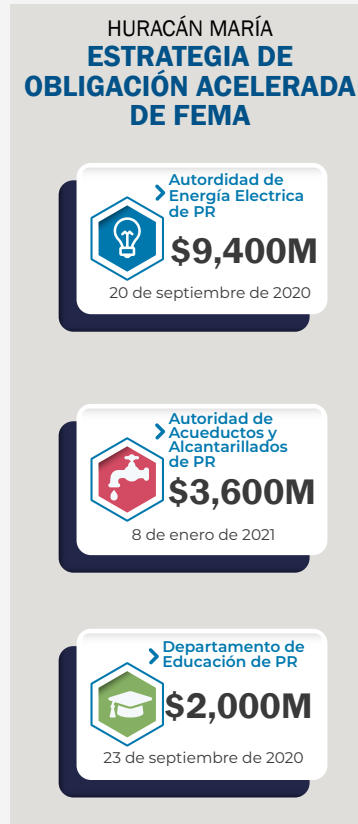 HURACÁN MARÍA
ESTRATEGIA DE
OBLIGACIÓN ACELERADA
DE FEMA
Autordidad de
Energía Electrica
de PR
$9,400M
20 de septiembre de 2020
Autoridad de
Acueductos y
Alcantarillados
de PR
$3,600M
8 de enero de 2021
Departamento de
Educación de PR
$2,000M
23 de septiembre de 2020